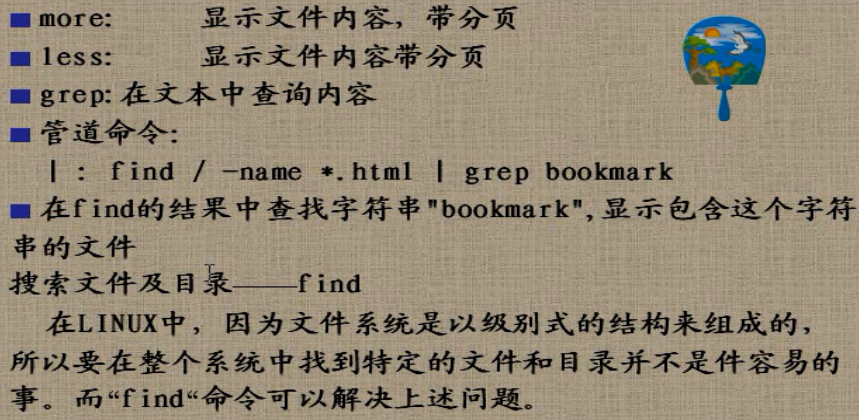 more: 显示文件内容，带分页
less: 显示文件内容带分页
grep:在文本中查询内容
管道命令:
| : find / -name *.html | grep bookmark
在find的结果中查找字符串"bookmark",显示包含这个字符
串的文件
搜索文件及目录——find
在LINUX中，因为文件系统是以级别式的结构来组成的，
所以要在整个系统中找到特定的文件和目录并不是件容易的
事。而“find“命令可以解决上述问题。